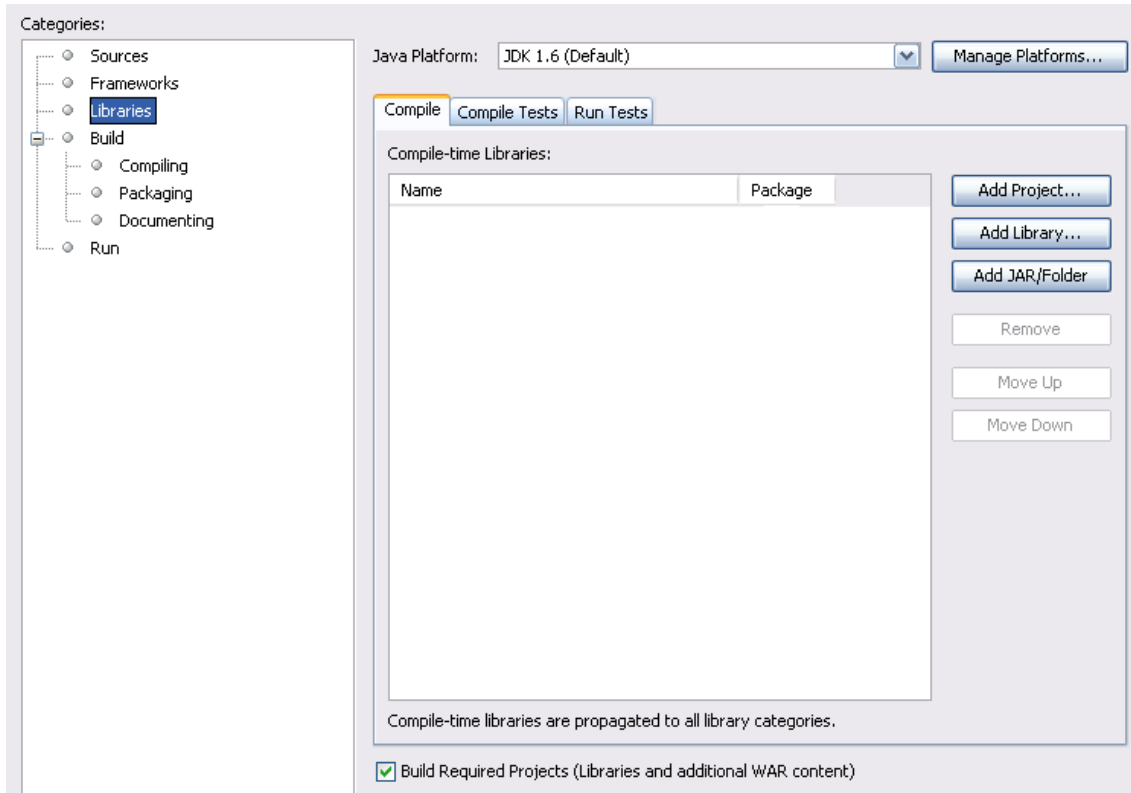 Categories:
Sources
Frameworks
Libraries
Build
Compiling
Packaging
Documenting
Run
Java Platform: JDK 1.6 (Default) Manage Platforms...
Compile Compile Tests Run Tests
Compile-time Libraries:
Name Package
Add Project...
Add Library...
Add JAR/Folder
Remove
Move Up
Move Down
Compile-time libraries are propagated to all library categories.
Build Required Projects (Libraries and additional WAR content)